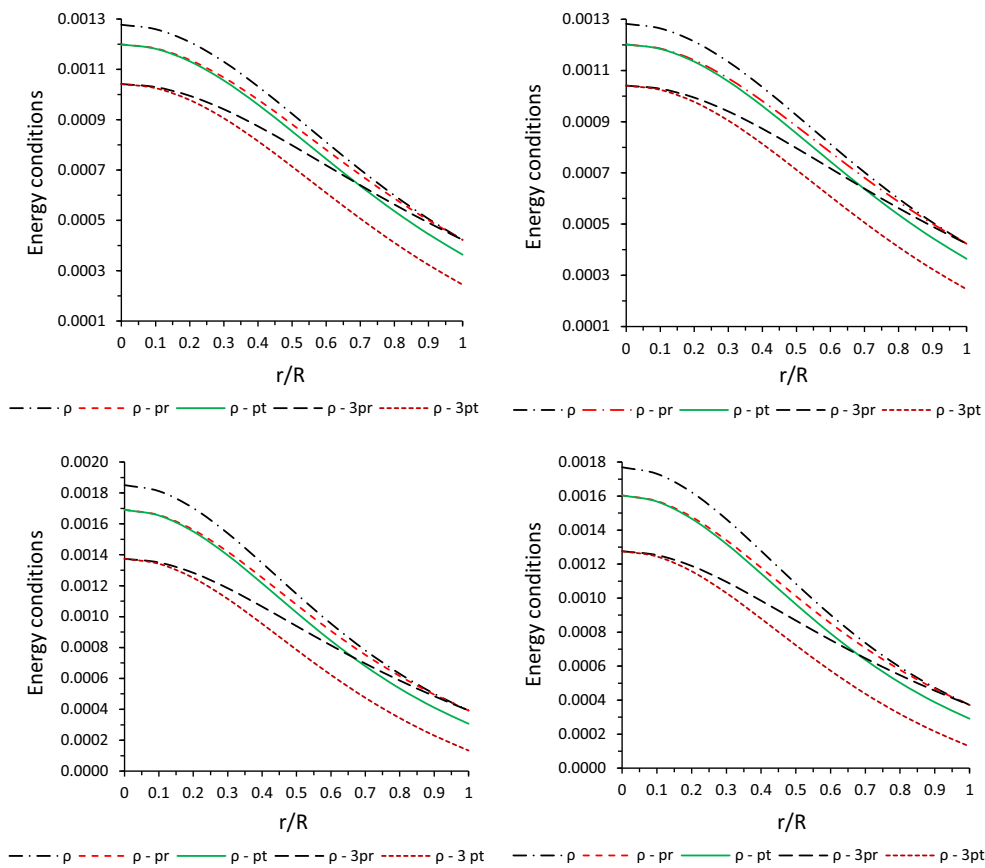 Energy conditions
0.0013
0.0011
0.0009
0.0007
0.0005
0.0003
0.0001
0 0.1 0.2 0.3 0.4 0.5 0.6 0.7 0.8 0.9 1
r/R
ρ ρ - pr ρ - pt ρ - 3pr ρ - 3pt
Energy conditions
0.0013
0.0011
0.0009
0.0007
0.0005
0.0003
0.0001
0 0.1 0.2 0.3 0.4 0.5 0.6 0.7 0.8 0.9 1
r/R
ρ ρ - pr ρ - pt ρ - 3pr ρ - 3pt
Energy conditions
0.0020
0.0018
0.0016
0.0014
0.0012
0.0010
0.0008
0.0006
0.0004
0.0002
0.0000
0 0.1 0.2 0.3 0.4 0.5 0.6 0.7 0.8 0.9 1
r/R
ρ ρ - pr ρ - pt ρ - 3pr ρ - 3 pt
Energy conditions
0.0018
0.0016
0.0014
0.0012
0.0010
0.0008
0.0006
0.0004
0.0002
0.0000
0 0.1 0.2 0.3 0.4 0.5 0.6 0.7 0.8 0.9 1
r/R
ρ ρ - pr ρ - pt ρ - 3pr ρ - 3pt